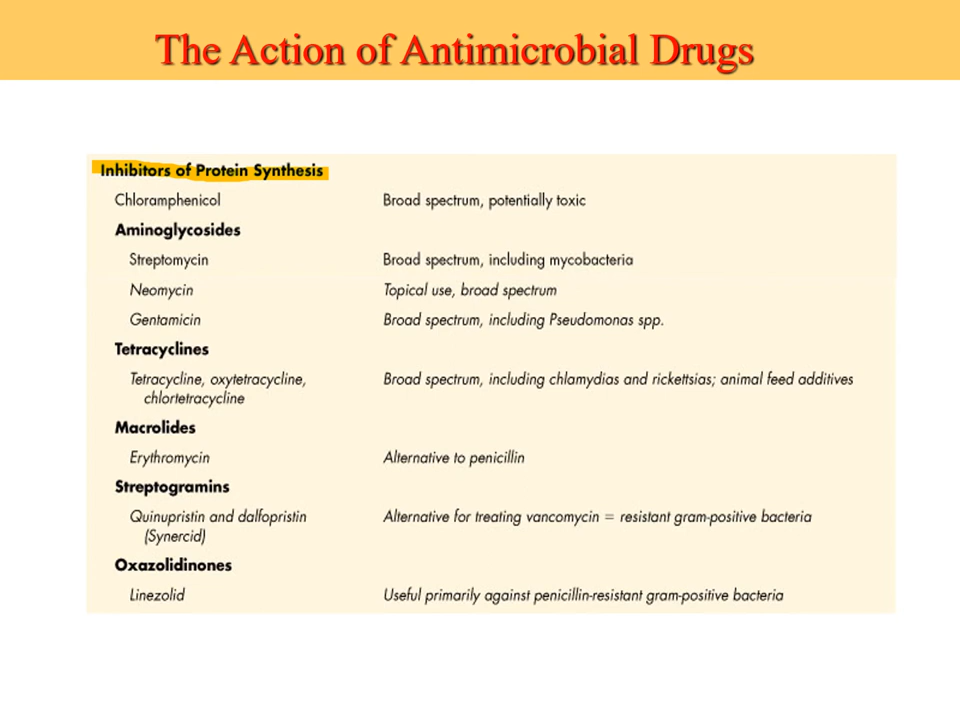 The Action of Antimicrobial Drugs
Inhibitors of Protein Synthesis
Chloramphenicol Broad spectrum, potentially toxic
Aminoglycosides
Streptomycin Broad spectrum, including mycobacteria
Neomycin Topical use, broad spectrum
Gentamicin Broad spectrum, including Pseudomonas spp.
Tetracyclines
Tetracycline, oxytetracycline, Broad spectrum, including chlamydias and rickettsias; animal feed additives
chlortetracycline
Macrolides
Erythromycin Alternative to penicillin
Streptogramins
Quinupristin and dalfopristin Alternative for treating vancomycin = resistant gram-positive bacteria
(Synercid)
Oxazolidinones
Linezolid Useful primarily against penicillin-resistant gram-positive bacteria